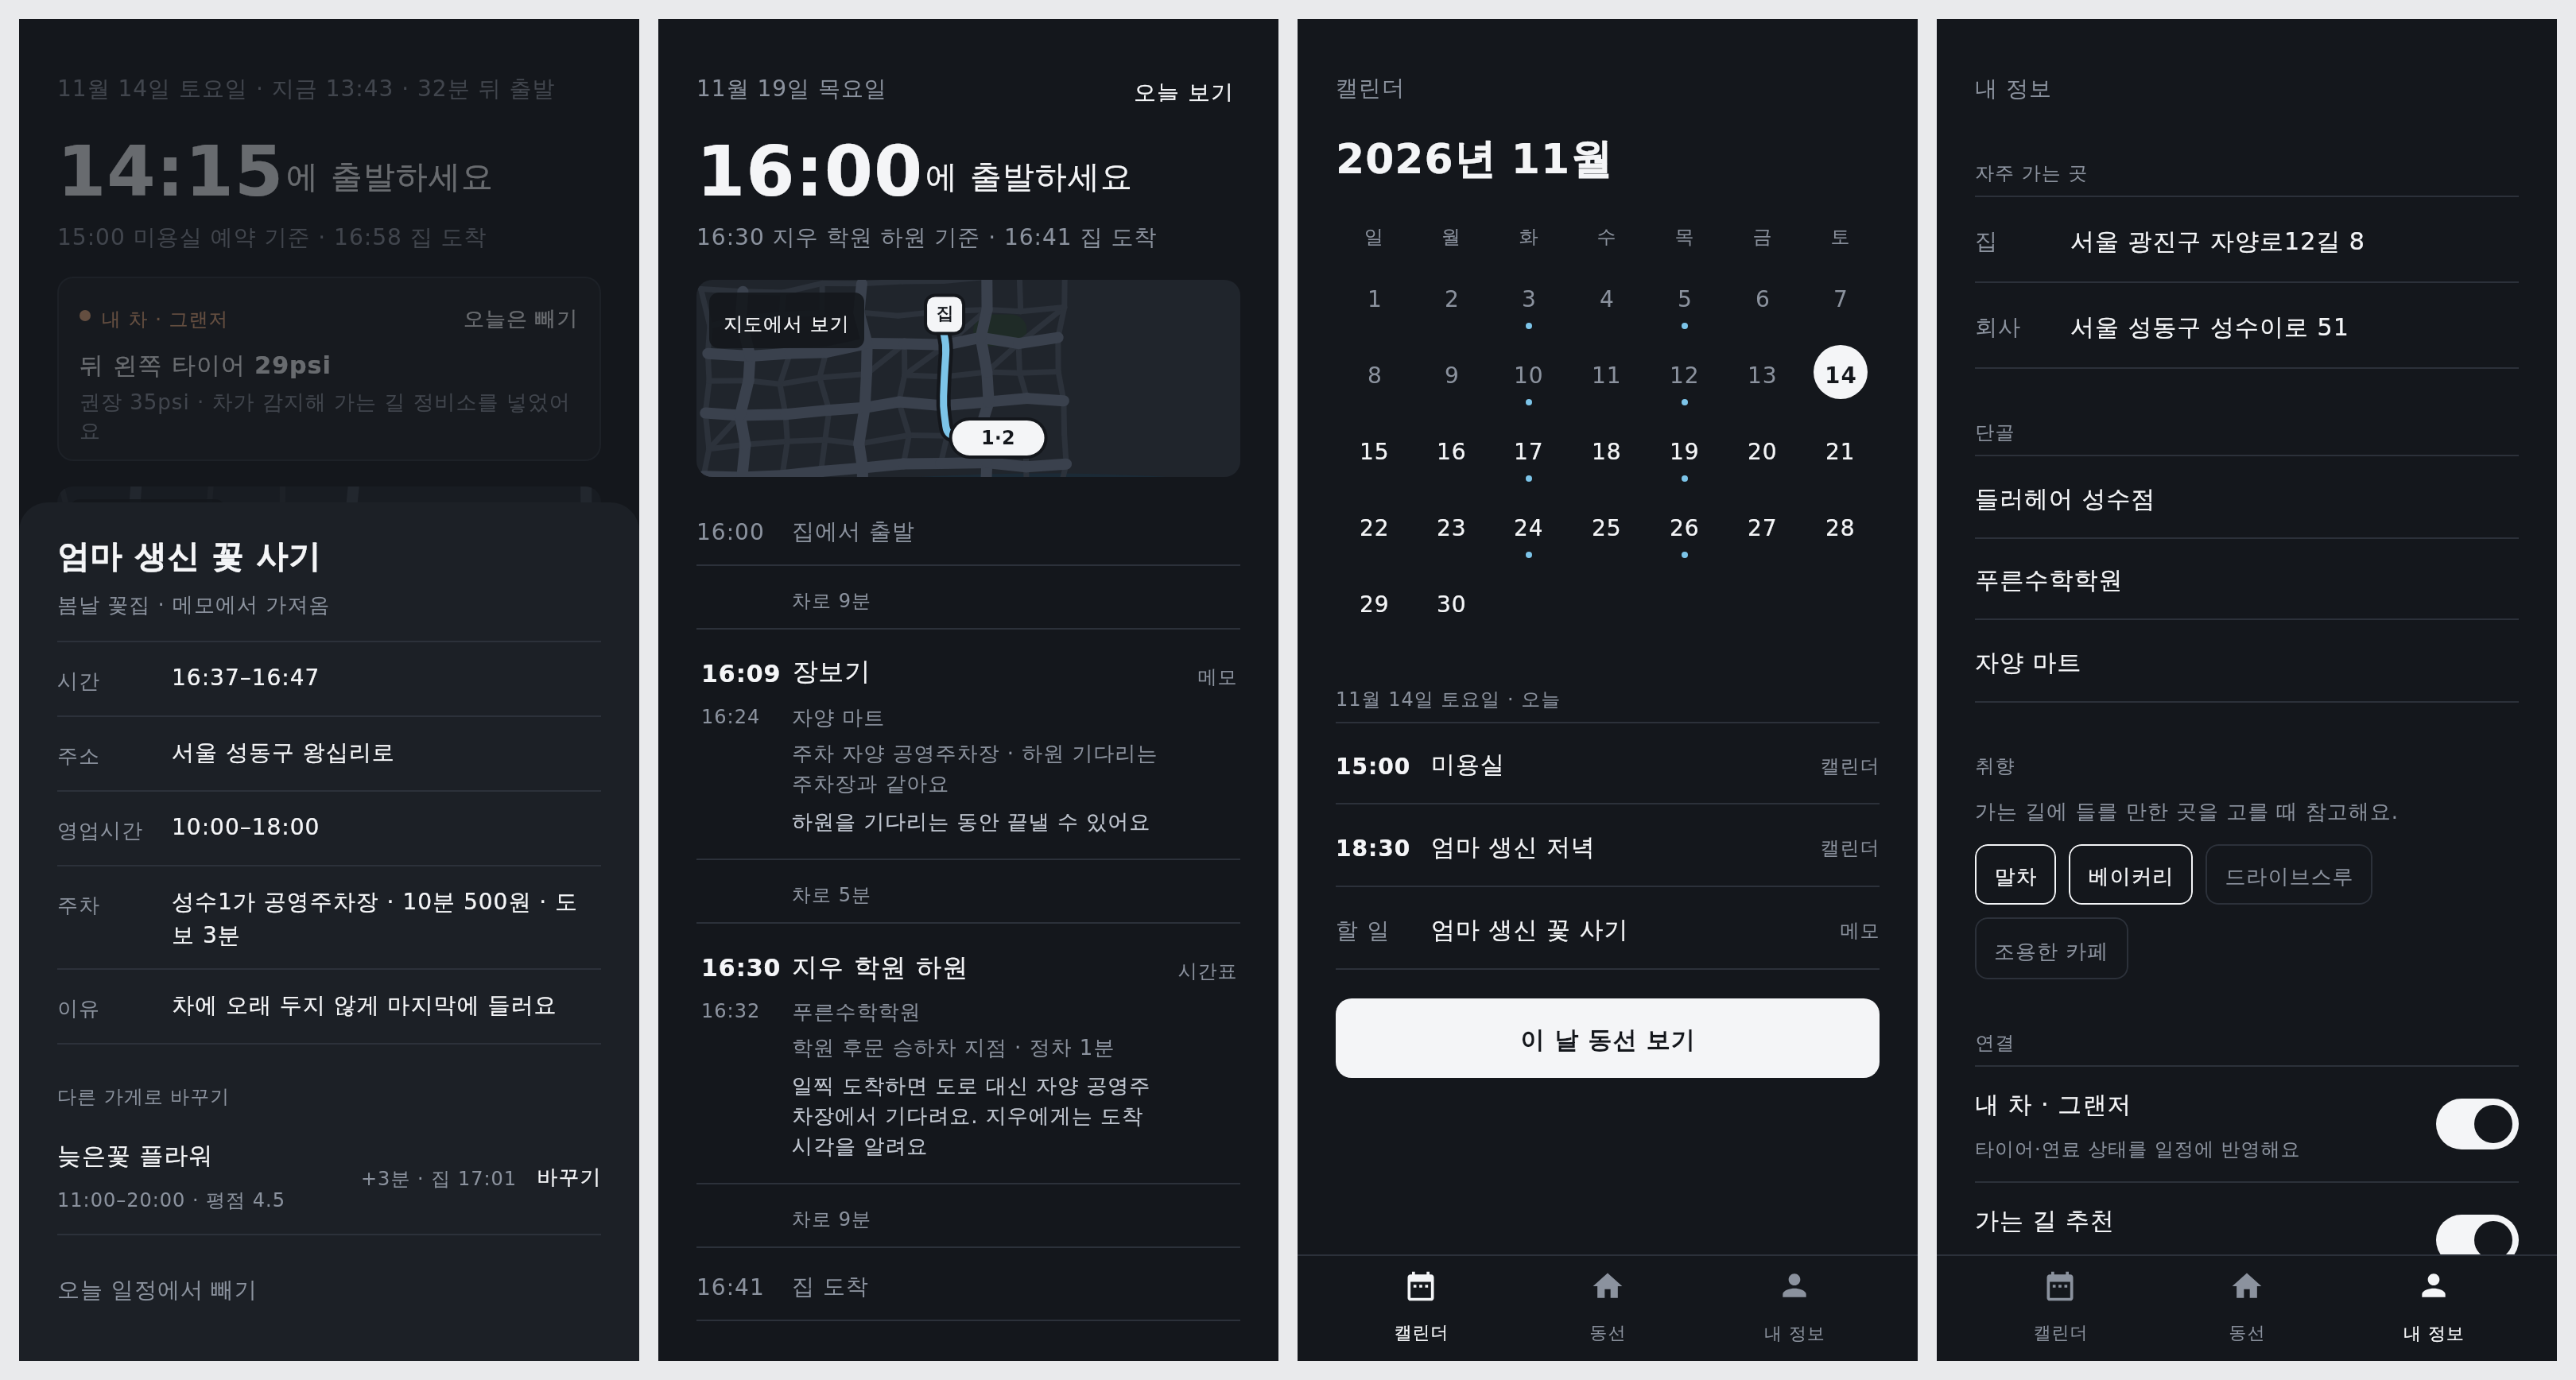 11월 14일 토요일 · 지금 13:43 · 32분 뒤 출발
14:15에 출발하세요
15:00 미용실 예약 기준 · 16:58 집 도착
내 차 · 그랜저
오늘은 빼기
뒤 왼쪽 타이어 29psi
권장 35psi · 차가 감지해 가는 길 정비소를 넣었어
요
엄마 생신 꽃 사기
봄날 꽃집 · 메모에서 가져옴
시간 16:37–16:47
주소 서울 성동구 왕십리로
영업시간 10:00–18:00
주차 성수1가 공영주차장 · 10분 500원 · 도
보 3분
이유 차에 오래 두지 않게 마지막에 들러요
다른 가게로 바꾸기
늦은꽃 플라워
11:00–20:00 · 평점 4.5
+3분 · 집 17:01 바꾸기
오늘 일정에서 빼기
11월 19일 목요일
오늘 보기
16:00에 출발하세요
16:30 지우 학원 하원 기준 · 16:41 집 도착
지도에서 보기
집
1·2
16:00 집에서 출발
차로 9분
16:09 장보기 메모
16:24 자양 마트
주차 자양 공영주차장 · 하원 기다리는
주차장과 같아요
하원을 기다리는 동안 끝낼 수 있어요
차로 5분
16:30 지우 학원 하원 시간표
16:32 푸른수학학원
학원 후문 승하차 지점 · 정차 1분
일찍 도착하면 도로 대신 자양 공영주
차장에서 기다려요. 지우에게는 도착
시각을 알려요
차로 9분
16:41 집 도착
캘린더
2026년 11월
일 월 화 수 목 금 토
1 2 3 4 5 6 7
8 9 10 11 12 13 14
15 16 17 18 19 20 21
22 23 24 25 26 27 28
29 30
11월 14일 토요일 · 오늘
15:00 미용실 캘린더
18:30 엄마 생신 저녁 캘린더
할 일 엄마 생신 꽃 사기 메모
이 날 동선 보기
캘린더 동선 내 정보
내 정보
자주 가는 곳
집 서울 광진구 자양로12길 8
회사 서울 성동구 성수이로 51
단골
들러헤어 성수점
푸른수학학원
자양 마트
취향
가는 길에 들를 만한 곳을 고를 때 참고해요.
말차 베이커리 드라이브스루
조용한 카페
연결
내 차 · 그랜저
타이어·연료 상태를 일정에 반영해요
가는 길 추천
캘린더 동선 내 정보